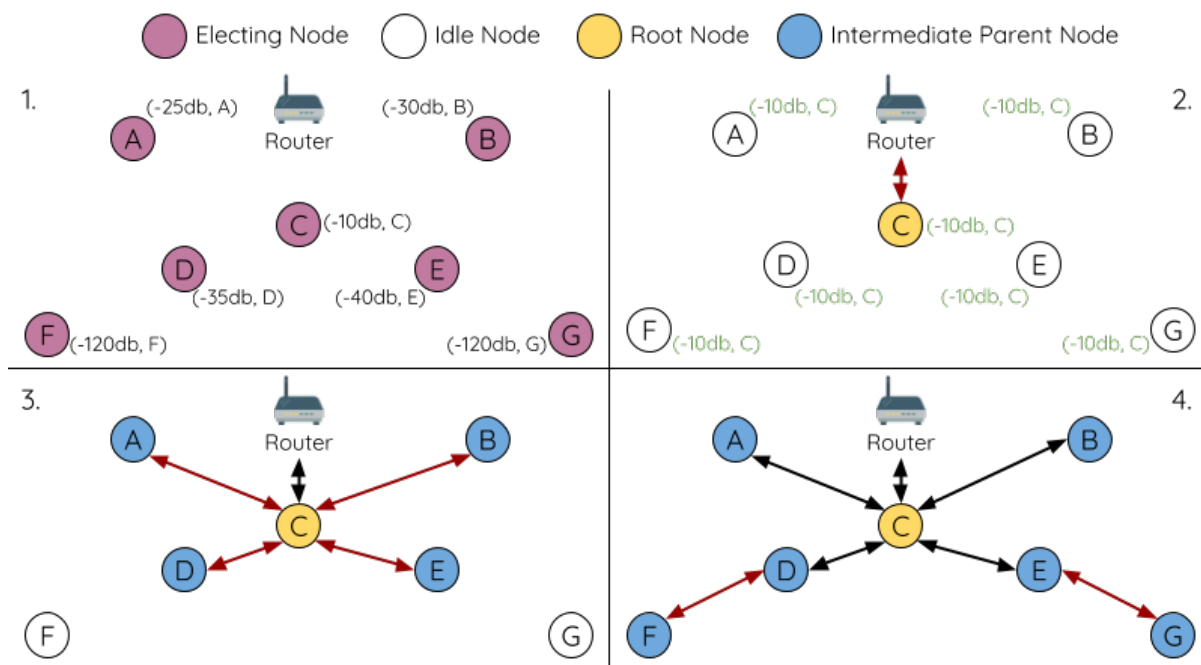 Electing Node Idle Node Root Node Intermediate Parent Node
1.
(-25db, A) (-30db, B)
A B
Router
C (-10db, C)
D E
(-35db, D) (-40db, E)
F (-120db, F) (-120db, G) G
2.
(-10db, C) (-10db, C)
A B
Router
C (-10db, C)
D E
(-10db, C) (-10db, C)
F (-10db, C) (-10db, C) G
3.
A Router B
C
D E
F G
4.
A Router B
C
D E
F G